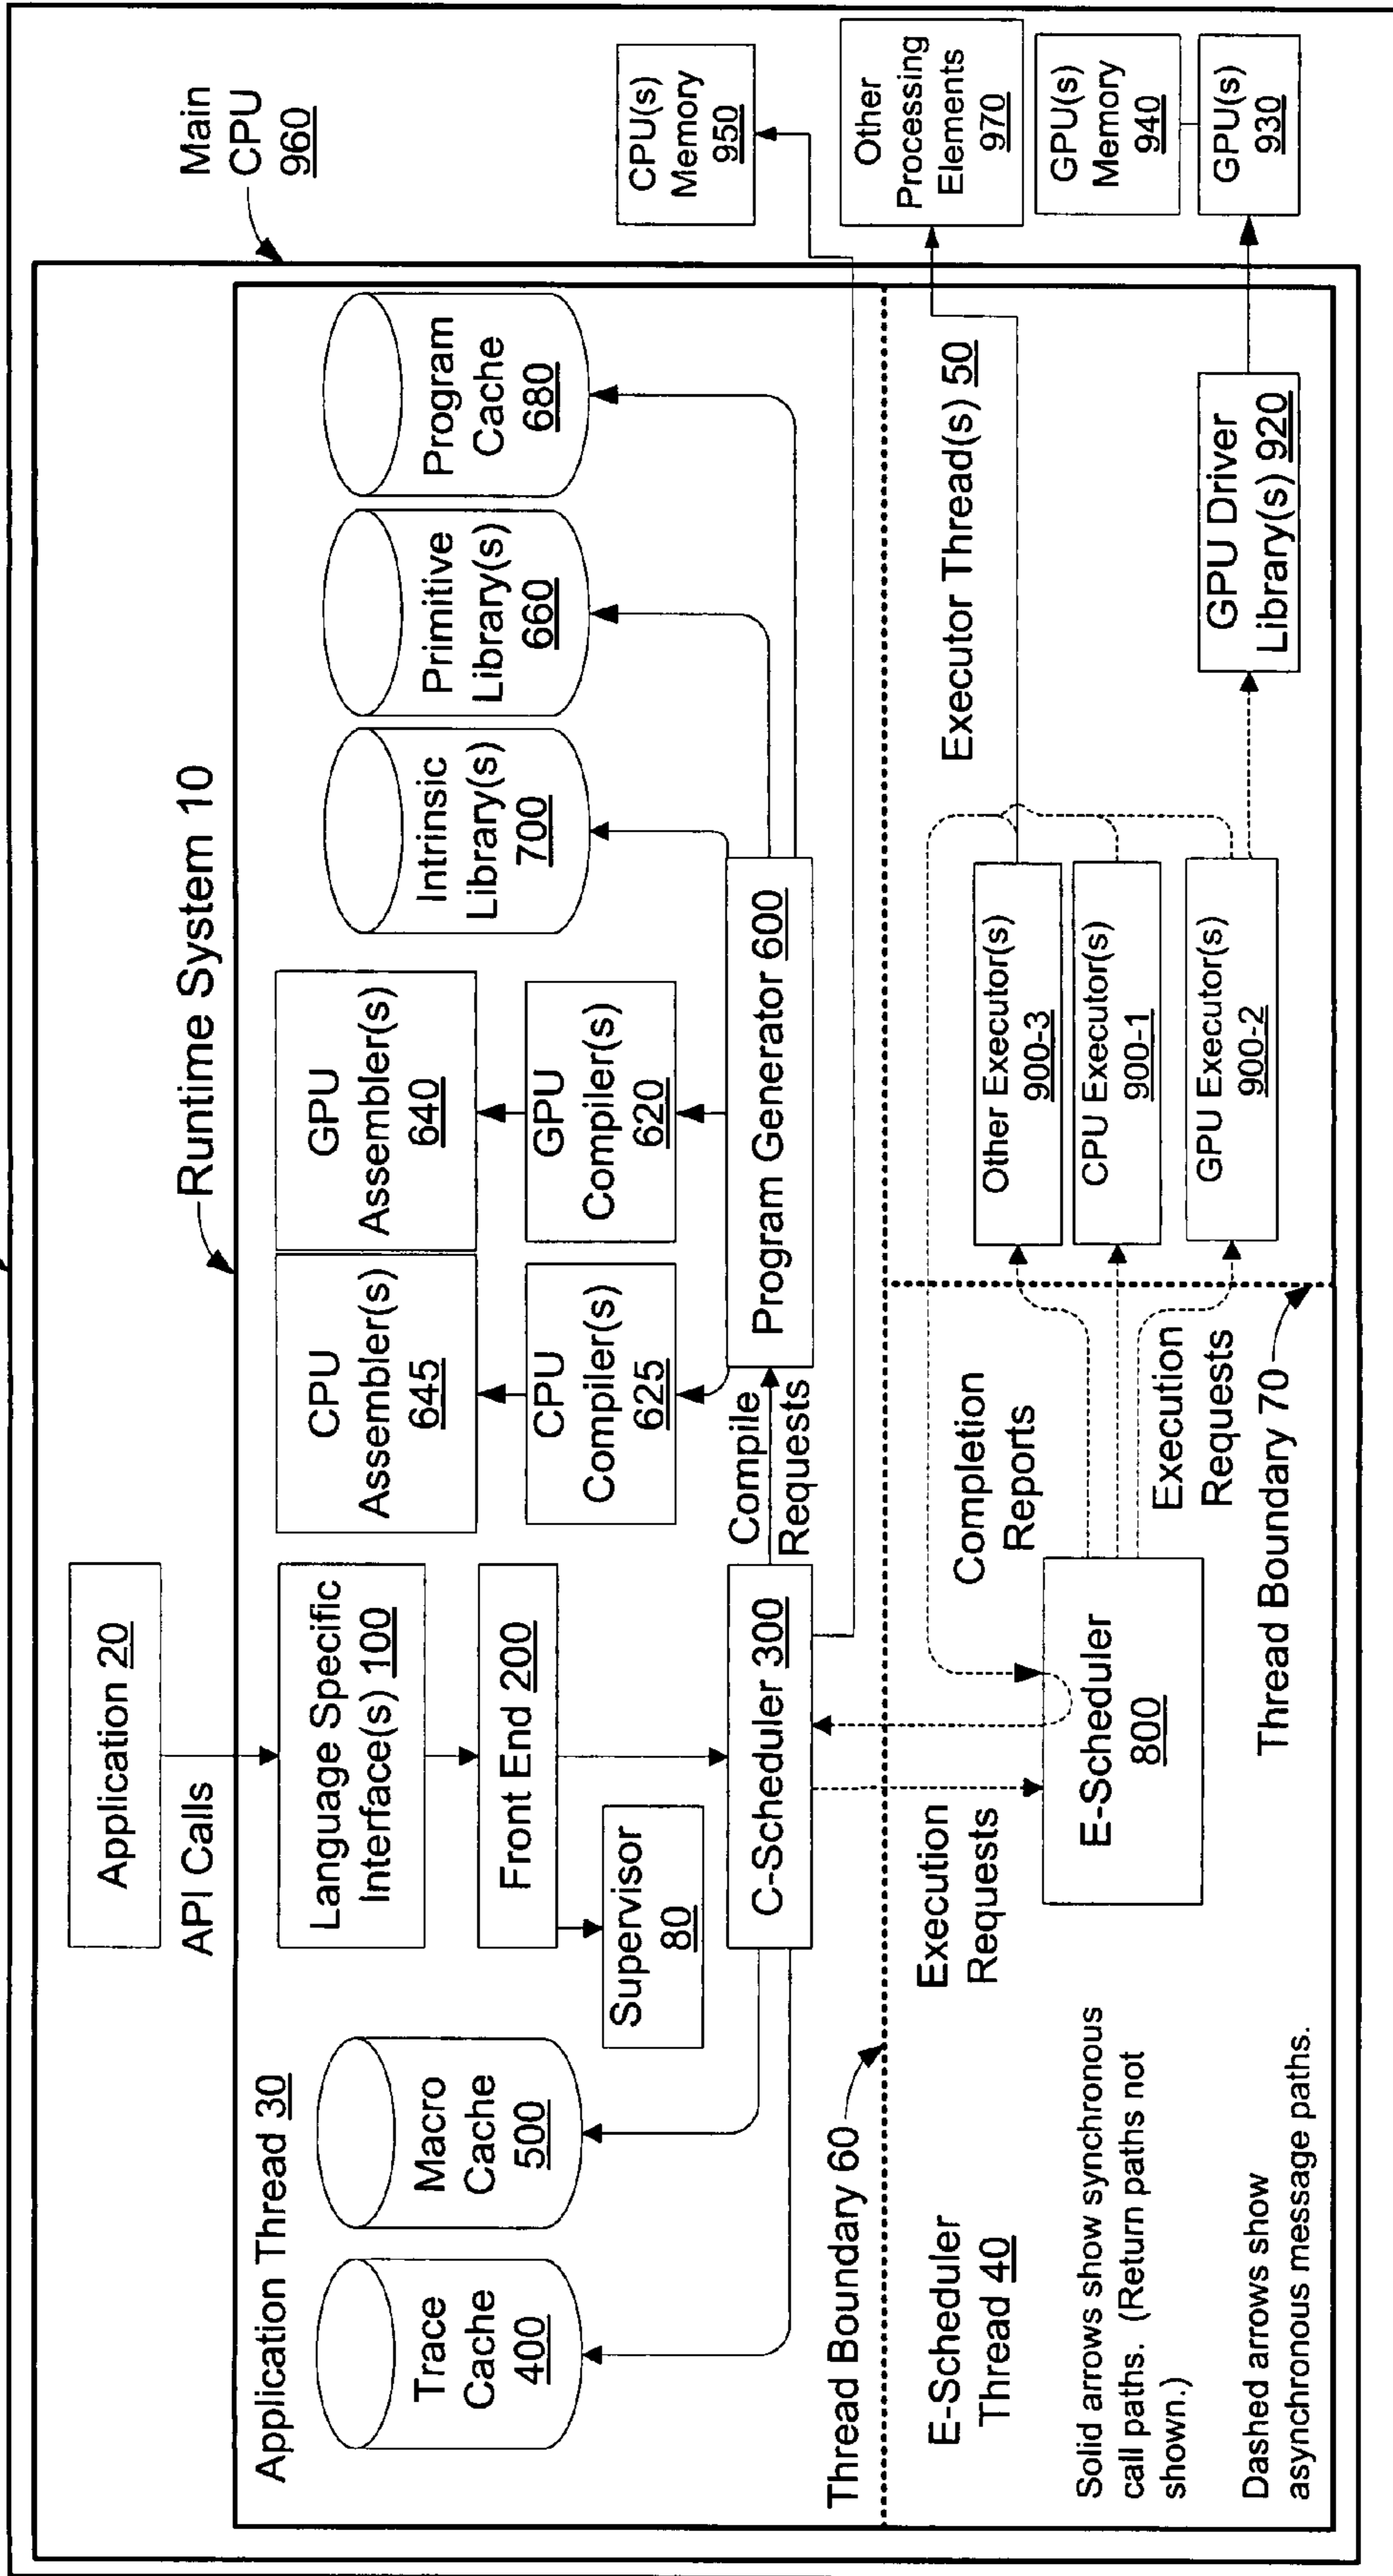 Application 20
API Calls
Main
CPU
960
Runtime System 10
Application Thread 30
Trace
Cache
400
Macro
Cache
500
Language Specific
Interface(s) 100
Front End 200
Supervisor
80
C-Scheduler 300
Compile
Requests
CPU
Assembler(s)
645
GPU
Assembler(s)
640
CPU
Compiler(s)
625
GPU
Compiler(s)
620
Program Generator 600
Intrinsic
Library(s)
700
Primitive
Library(s)
660
Program
Cache
680
CPU(s)
Memory
950
Other
Processing
Elements
970
GPU(s)
Memory
940
GPU(s)
930
Thread Boundary 60
E-Scheduler
Thread 40
Execution
Requests
E-Scheduler
800
Completion
Reports
Execution
Requests
Thread Boundary 70
Executor Thread(s) 50
Other Executor(s)
900-3
CPU Executor(s)
900-1
GPU Executor(s)
900-2
GPU Driver
Library(s) 920
Solid arrows show synchronous
call paths. (Return paths not
shown.)
Dashed arrows show
asynchronous message paths.